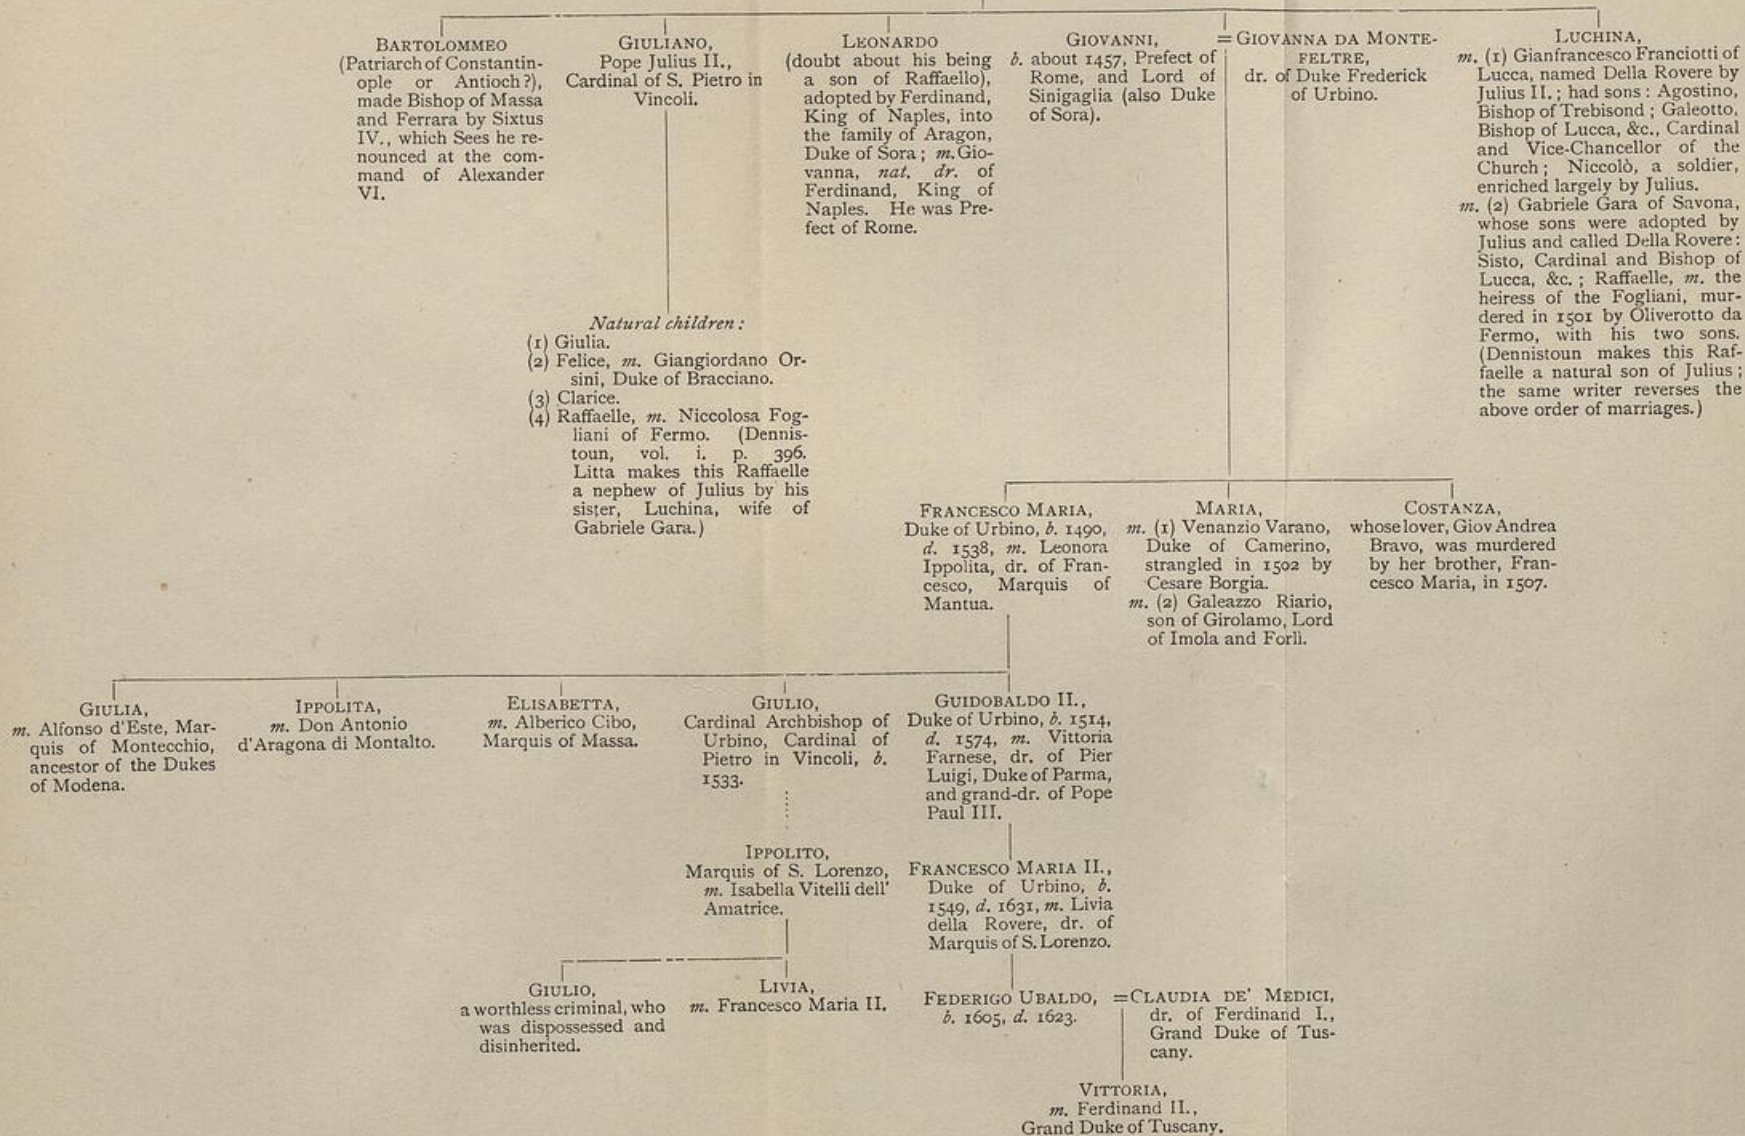 BARTOLOMMEO
(Patriarch of Constantin-
ople or Antioch?),
made Bishop of Massa
and Ferrara by Sixtus
IV., which Sees he re-
nounced at the com-
mand of Alexander
VI.
GIULIANO,
Pope Julius II.,
Cardinal of S. Pietro in
Vincoli.
LEONARDO
(doubt about his being
a son of Raffaello),
adopted by Ferdinand,
King of Naples, into
the family of Aragon,
Duke of Sora; m. Gio-
vanna, nat. dr. of
Ferdinand, King of
Naples. He was Pre-
fect of Rome.
GIOVANNI,
b. about 1457, Prefect of
Rome, and Lord of
Sinigaglia (also Duke
of Sora).
= GIOVANNA DA MONTE-
FELTRE,
dr. of Duke Frederick
of Urbino.
LUCHINA,
m. (1) Gianfrancesco Franciotti of
Lucca, named Della Rovere by
Julius II.; had sons: Agostino,
Bishop of Trebisond; Galeotto,
Bishop of Lucca, &c., Cardinal
and Vice-Chancellor of the
Church; Niccolò, a soldier,
enriched largely by Julius.
m. (2) Gabriele Gara of Savona,
whose sons were adopted by
Julius and called Della Rovere:
Sisto, Cardinal and Bishop of
Lucca, &c.; Raffaelle, m. the
heiress of the Fogliani, mur-
dered in 1501 by Oliverotto da
Fermo, with his two sons.
(Dennistoun makes this Raf-
faelle a natural son of Julius;
the same writer reverses the
above order of marriages.)
Natural children:
(1) Giulia.
(2) Felice, m. Giangiordano Or-
sini, Duke of Bracciano.
(3) Clarice.
(4) Raffaelle, m. Niccolosa Fog-
liani of Fermo. (Dennis-
toun, vol. i. p. 396.
Litta makes this Raffaelle
a nephew of Julius by his
sister, Luchina, wife of
Gabriele Gara.)
FRANCESCO MARIA,
Duke of Urbino, b. 1490,
d. 1538, m. Leonora
Ippolita, dr. of Fran-
cesco, Marquis of
Mantua.
MARIA,
m. (1) Venanzio Varano,
Duke of Camerino,
strangled in 1502 by
Cesare Borgia.
m. (2) Galeazzo Riario,
son of Girolamo, Lord
of Imola and Forlì.
COSTANZA,
whose lover, Giov Andrea
Bravo, was murdered
by her brother, Fran-
cesco Maria, in 1507.
GIULIA,
m. Alfonso d'Este, Mar-
quis of Montecchio,
ancestor of the Dukes
of Modena.
IPPOLITA,
m. Don Antonio
d'Aragona di Montalto.
ELISABETTA,
m. Alberico Cibo,
Marquis of Massa.
GIULIO,
Cardinal Archbishop of
Urbino, Cardinal of
Pietro in Vincoli, b.
1533.
GUIDOBALDO II.,
Duke of Urbino, b. 1514,
d. 1574, m. Vittoria
Farnese, dr. of Pier
Luigi, Duke of Parma,
and grand-dr. of Pope
Paul III.
IPPOLITO,
Marquis of S. Lorenzo,
m. Isabella Vitelli dell'
Amatrice.
FRANCESCO MARIA II.,
Duke of Urbino, b.
1549, d. 1631, m. Livia
della Rovere, dr. of
Marquis of S. Lorenzo.
GIULIO,
a worthless criminal, who
was dispossessed and
disinherited.
LIVIA,
m. Francesco Maria II.
FEDERIGO UBALDO,
b. 1605, d. 1623.
=CLAUDIA DE' MEDICI,
dr. of Ferdinand I.,
Grand Duke of Tus-
cany.
VITTORIA,
m. Ferdinand II.,
Grand Duke of Tuscany.